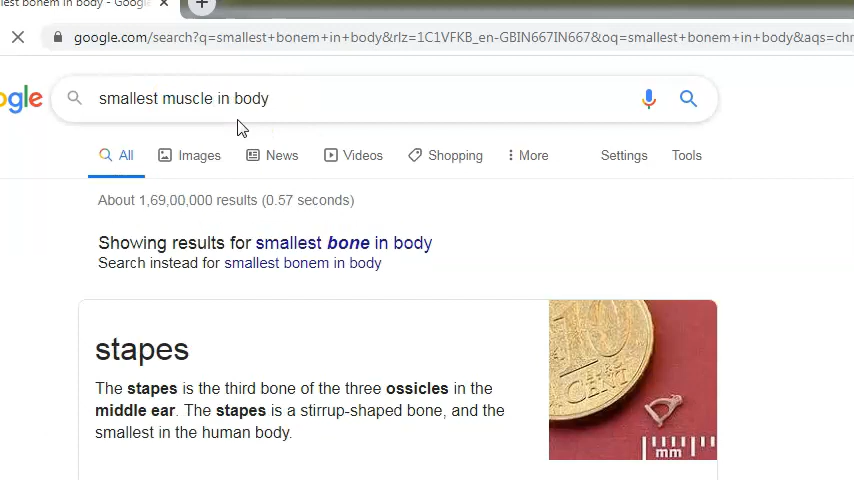 lest bonem in body - Google
google.com/search?q=smallest+bonem+in+body&rlz=1C1VFKB_en-GBIN667IN667&oq=smallest+bonem+in+body&aqs=chr
ogle smallest muscle in body
All Images News Videos Shopping More Settings Tools
About 1,69,00,000 results (0.57 seconds)
Showing results for smallest bone in body
Search instead for smallest bonem in body
stapes
The stapes is the third bone of the three ossicles in the
middle ear. The stapes is a stirrup-shaped bone, and the
smallest in the human body.
10
CENT
mm